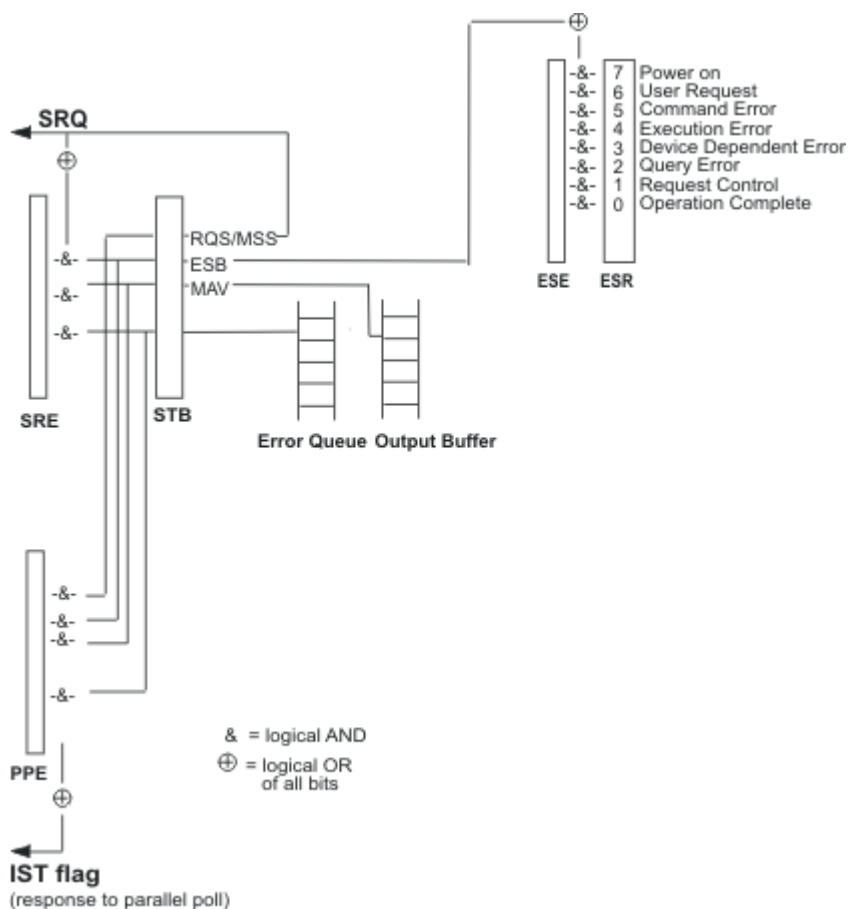 -&- 7 Power on
-&- 6 User Request
-&- 5 Command Error
-&- 4 Execution Error
-&- 3 Device Dependent Error
-&- 2 Query Error
-&- 1 Request Control
-&- 0 Operation Complete
ESE ESR
SRQ
RQS/MSS
-&- ESB
-&- MAV
-&-
SRE STB
Error Queue Output Buffer
-&-
-&-
-&-
-&-
PPE
& = logical AND
⊕ = logical OR
of all bits
IST flag
(response to parallel poll)